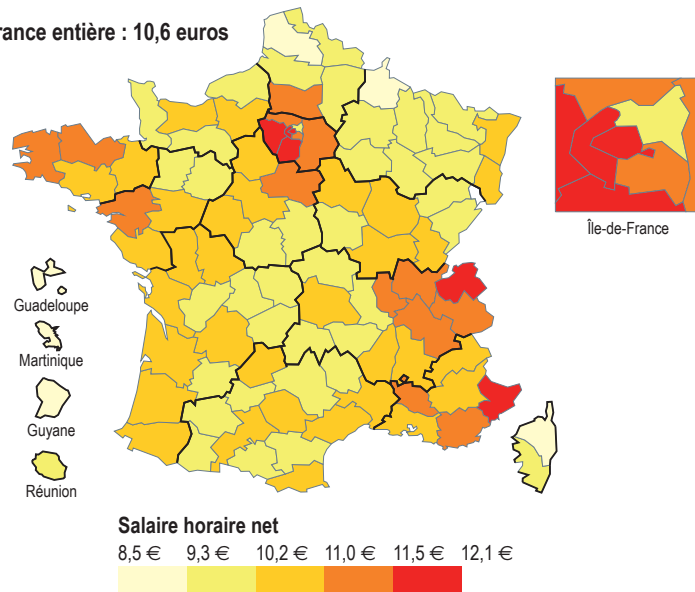 rance entière : 10,6 euros
Île-de-France
Guadeloupe
Martinique
Guyane
Réunion
Salaire horaire net
8,5 € 9,3 € 10,2 € 11,0 € 11,5 € 12,1 €